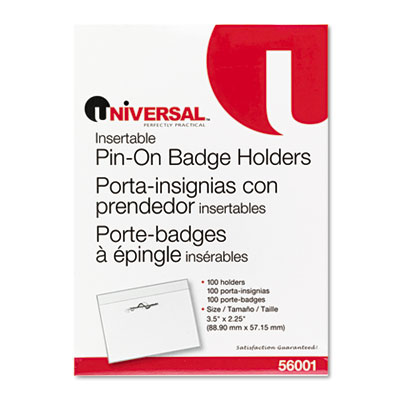 UNIVERSAL™
PERFECTLY PRACTICAL
Insertable
Pin-On Badge Holders
Porta-insignias con
prendedor insertables
Porte-badges
à épingle insérables
• 100 holders
100 porta-insignias
100 porte-badges
• Size / Tamaño / Taille
3.5" x 2.25"
(88.90 mm x 57.15 mm)
Satisfaction Guaranteed!
56001